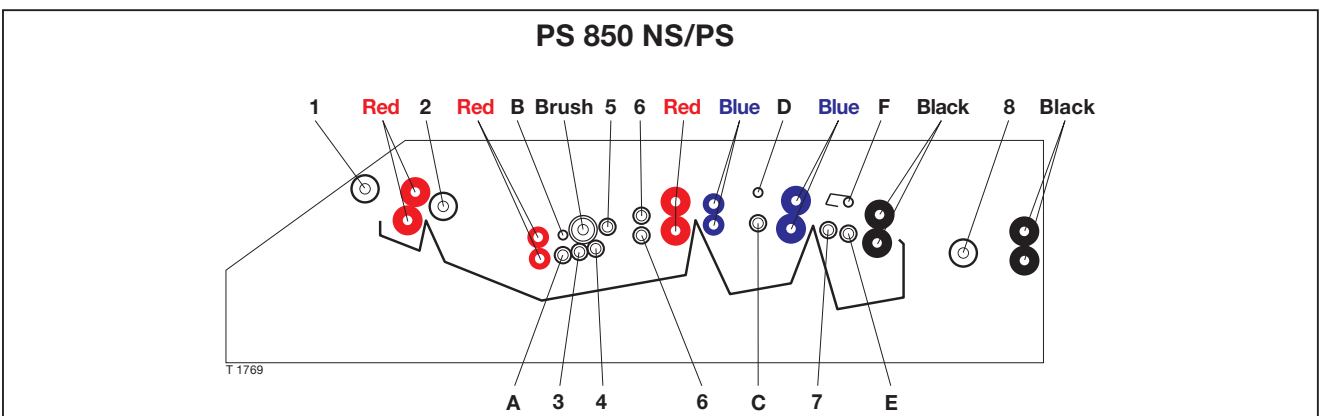 PS 850 NS/PS
1 Red 2 Red B Brush 5 6 Red Blue D Blue F Black 8 Black
T 1769
A 3 4 6 C 7 E